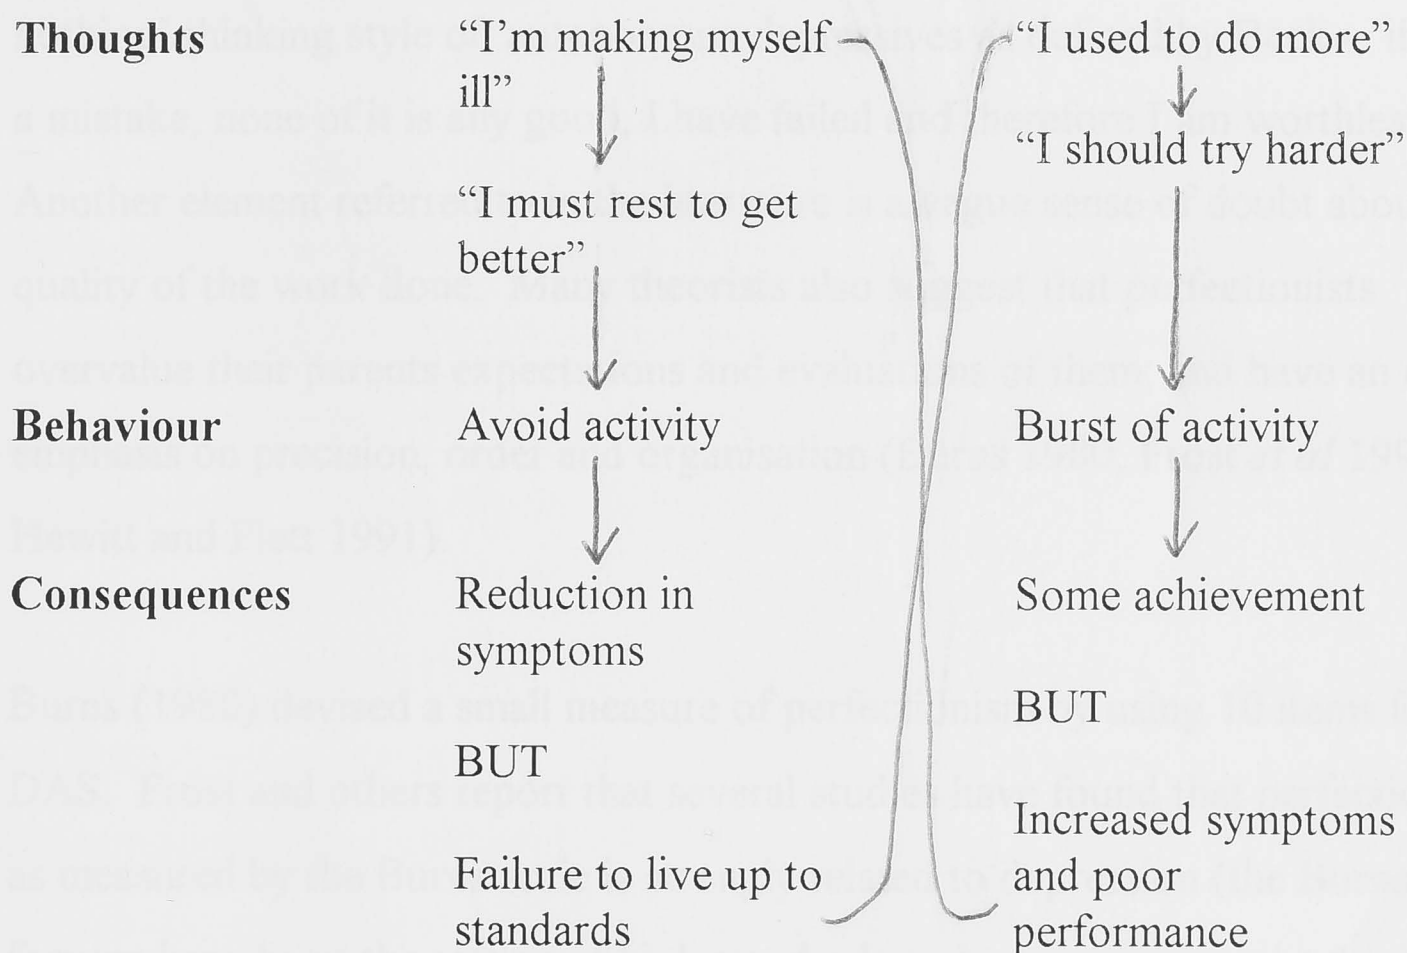 Thoughts
“I’m making myself
ill”
“I must rest to get
better”
“I used to do more”
“I should try harder”
Behaviour
Avoid activity
Burst of activity
Consequences
Reduction in
symptoms
BUT
Failure to live up to
standards
Some achievement
BUT
Increased symptoms
and poor
performance